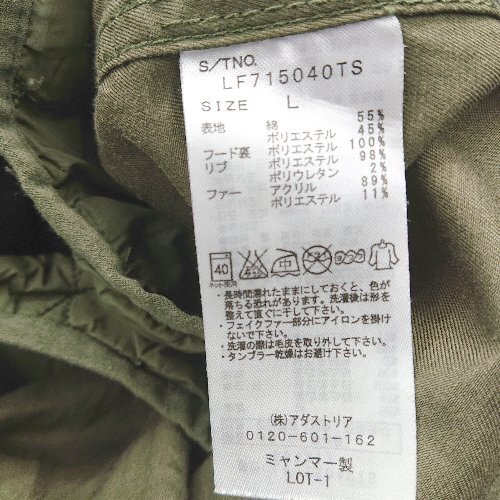 S/TNO.
LF715040TS
SIZE L
表地 綿 55%
ポリエステル 45%
フード裏 ポリエステル 100%
リブ ポリエステル 98%
ポリウレタン 2%
ファー アクリル 89%
ポリエステル 11%
40
ネット使用
・長時間濡れたままにしておくと、色が
落ちる恐れがあります。洗濯後は形を
整えて直ぐに干して下さい。
・フェイクファー部分にアイロンを掛け
ないで下さい。
・洗濯の際は毛皮を取り除いて下さい。
・タンブラー乾燥はお避け下さい。
(株)アダストリア
0120-601-162
ミャンマー製
LOT-1